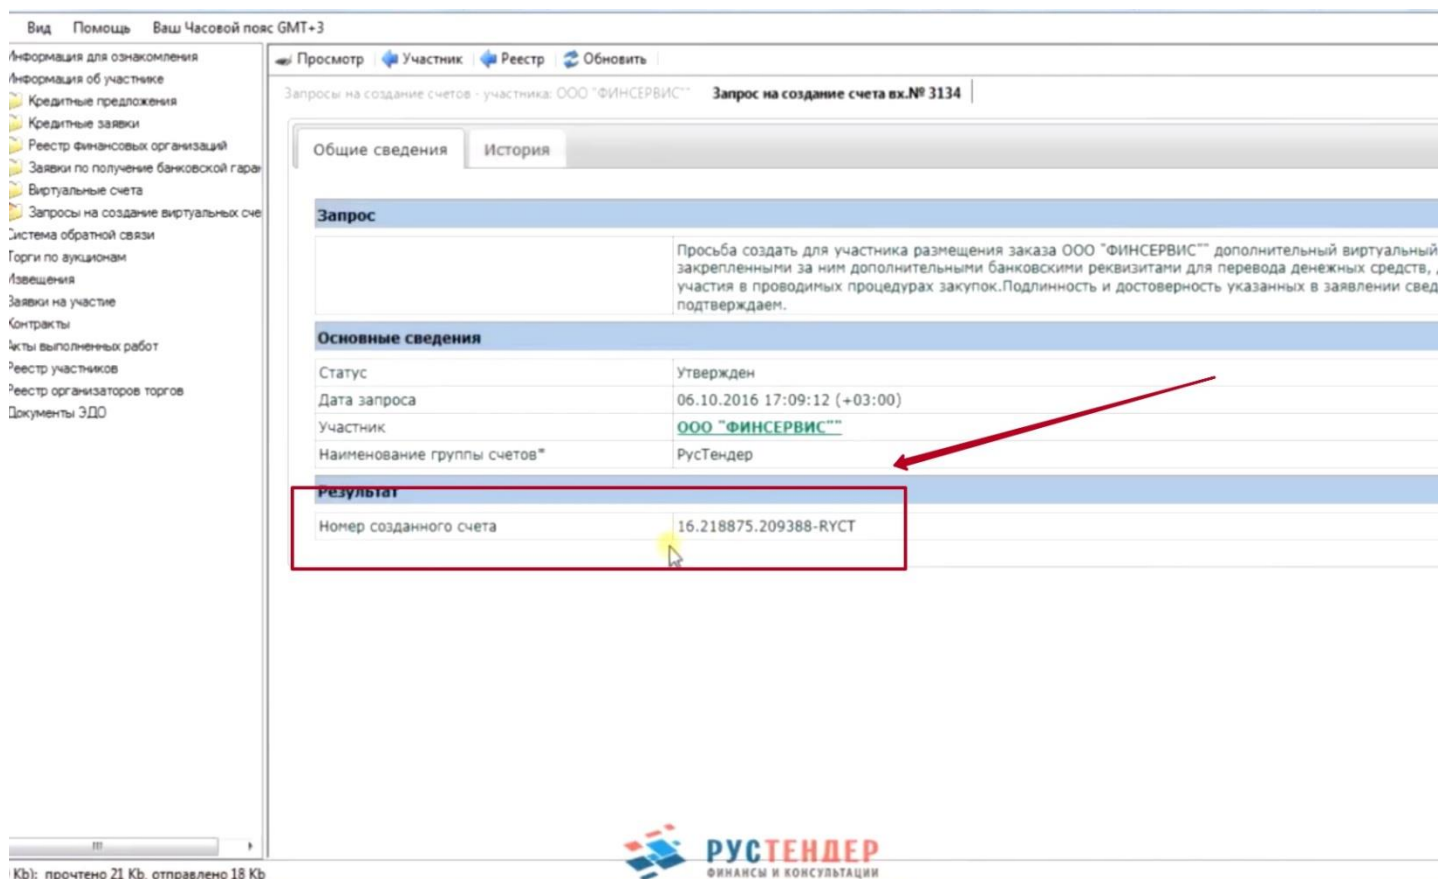 Вид Помощь Ваш Часовой пояс GMT+3
Информация для ознакомления
Информация об участнике
Кредитные предложения
Кредитные заявки
Реестр финансовых организаций
Заявки по получение банковской гаран
Виртуальные счета
Запросы на создание виртуальных сче
Система обратной связи
Торги по аукционам
Извещения
Заявки на участие
Контракты
Акты выполненных работ
Реестр участников
Реестр организаторов торгов
Документы ЭДО
Просмотр Участник Реестр Обновить
Запросы на создание счетов - участника: ООО "ФИНСЕРВИС"" Запрос на создание счета вх.№ 3134
Общие сведения История
Запрос
Просьба создать для участника размещения заказа ООО "ФИНСЕРВИС"" дополнительный виртуальный
закрепленными за ним дополнительными банковскими реквизитами для перевода денежных средств,
участия в проводимых процедурах закупок.Подлинность и достоверность указанных в заявлении свед
подтверждаем.
Основные сведения
Статус Утвержден
Дата запроса 06.10.2016 17:09:12 (+03:00)
Участник ООО "ФИНСЕРВИС""
Наименование группы счетов* РусТендер
Результат
Номер созданного счета 16.218875.209388-RYCT
РУСТЕНДЕР
ФИНАНСЫ И КОНСУЛЬТАЦИИ
Kb): прочтено 21 Kb, отправлено 18 Kb